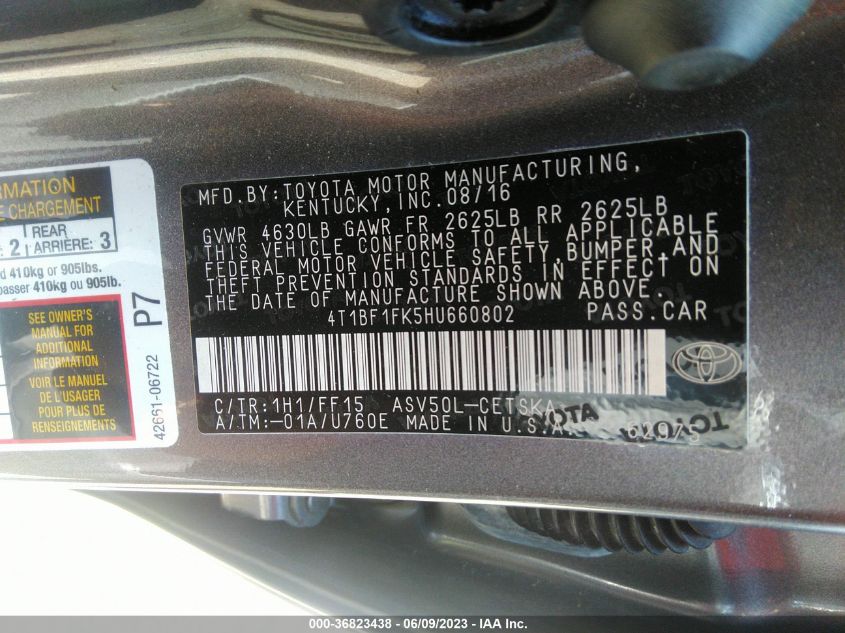 RMATION
E CHARGEMENT
REAR
2 ARRIÈRE: 3
d 410kg or 905lbs.
passer 410kg ou 905lb.
SEE OWNER'S
MANUAL FOR
ADDITIONAL
INFORMATION
VOIR LE MANUEL
DE L'USAGER
POUR PLUS DE
RENSEIGNEMENTS
P7
42661-06722
MFD.BY:TOYOTA MOTOR MANUFACTURING,
KENTUCKY,INC.08/16
GVWR 4630LB GAWR FR 2625LB RR 2625LB
THIS VEHICLE CONFORMS TO ALL APPLICABLE
FEDERAL MOTOR VEHICLE SAFETY,BUMPER,AND
THEFT PREVENTION STANDARDS IN EFFECT ON
THE DATE OF MANUFACTURE SHOWN ABOVE.
4T1BF1FK5HU660802 PASS.CAR
C/TR:1H1/FF15 ASV50L-CETSKA
A/TM:-01A/U760E MADE IN U.S.A.
TOYOTA
TOYOTA
000-36823438 - 06/09/2023 - IAA Inc.